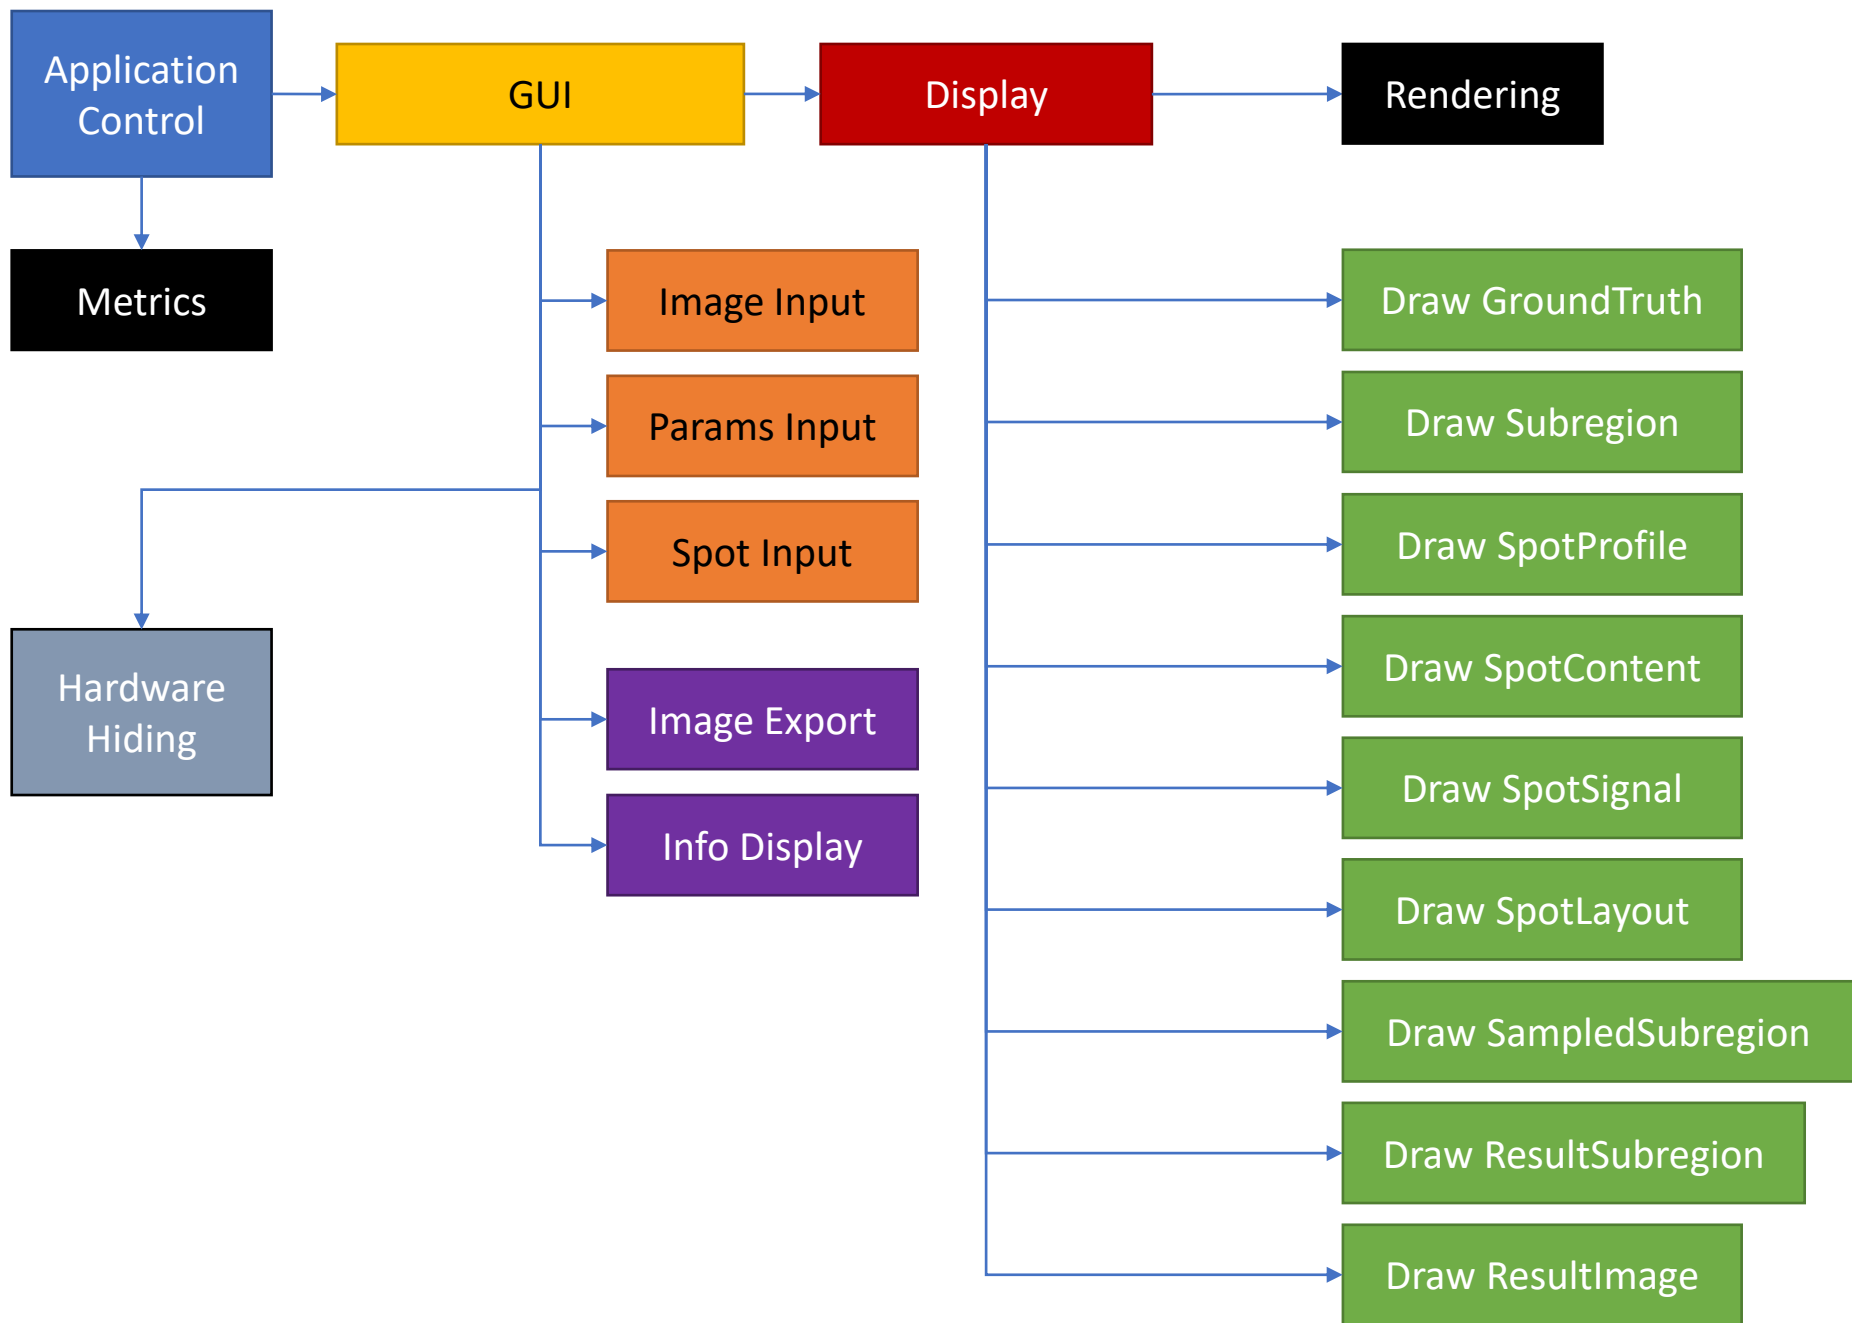 Application
Control
GUI
Display
Rendering
Metrics
Image Input
Params Input
Spot Input
Hardware
Hiding
Image Export
Info Display
Draw GroundTruth
Draw Subregion
Draw SpotProfile
Draw SpotContent
Draw SpotSignal
Draw SpotLayout
Draw SampledSubregion
Draw ResultSubregion
Draw ResultImage